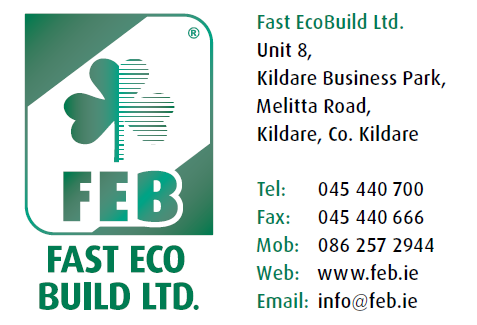 ®
FEB
FAST ECO
BUILD LTD.
Fast EcoBuild Ltd.
Unit 8,
Kildare Business Park,
Melitta Road,
Kildare, Co. Kildare
Tel: 045 440 700
Fax: 045 440 666
Mob: 086 257 2944
Web: www.feb.ie
Email: info@feb.ie